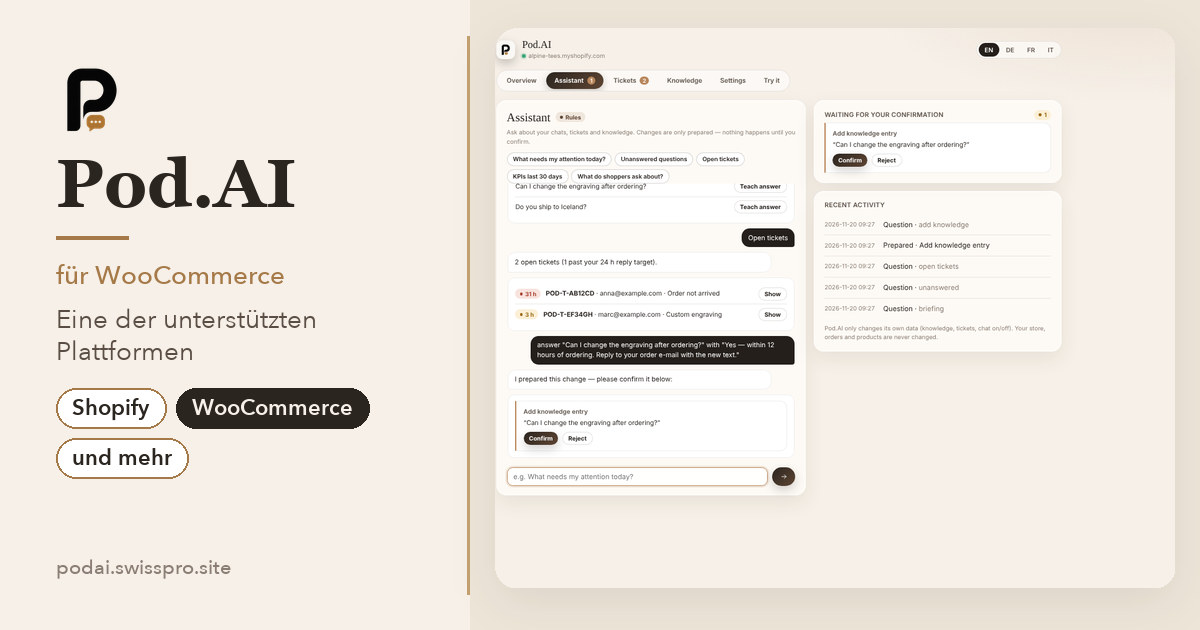 Pod.AI
für WooCommerce
Eine der unterstützten
Plattformen
Shopify
WooCommerce
und mehr
podai.swisspro.site
Pod.AI
alpine-tees.myshopify.com
EN DE FR IT
Overview Assistant 1 Tickets 2 Knowledge Settings Try it
Assistant Rules
Ask about your chats, tickets and knowledge. Changes are only prepared — nothing happens until you
confirm.
What needs my attention today? Unanswered questions Open tickets
KPIs last 30 days What do shoppers ask about?
Can I change the engraving after ordering? Teach answer
Do you ship to Iceland? Teach answer
Open tickets
2 open tickets (1 past your 24 h reply target).
31 h POD-T-AB12CD · anna@example.com · Order not arrived Show
3 h POD-T-EF34GH · marc@example.com · Custom engraving Show
answer "Can I change the engraving after ordering?" with "Yes — within 12
hours of ordering. Reply to your order e-mail with the new text."
I prepared this change — please confirm it below:
Add knowledge entry
"Can I change the engraving after ordering?"
Confirm Reject
e.g. What needs my attention today?
WAITING FOR YOUR CONFIRMATION 1
Add knowledge entry
"Can I change the engraving after ordering?"
Confirm Reject
RECENT ACTIVITY
2026-11-20 09:27 Question · add knowledge
2026-11-20 09:27 Prepared · Add knowledge entry
2026-11-20 09:27 Question · open tickets
2026-11-20 09:27 Question · unanswered
2026-11-20 09:27 Question · briefing
Pod.AI only changes its own data (knowledge, tickets, chat on/off). Your store,
orders and products are never changed.